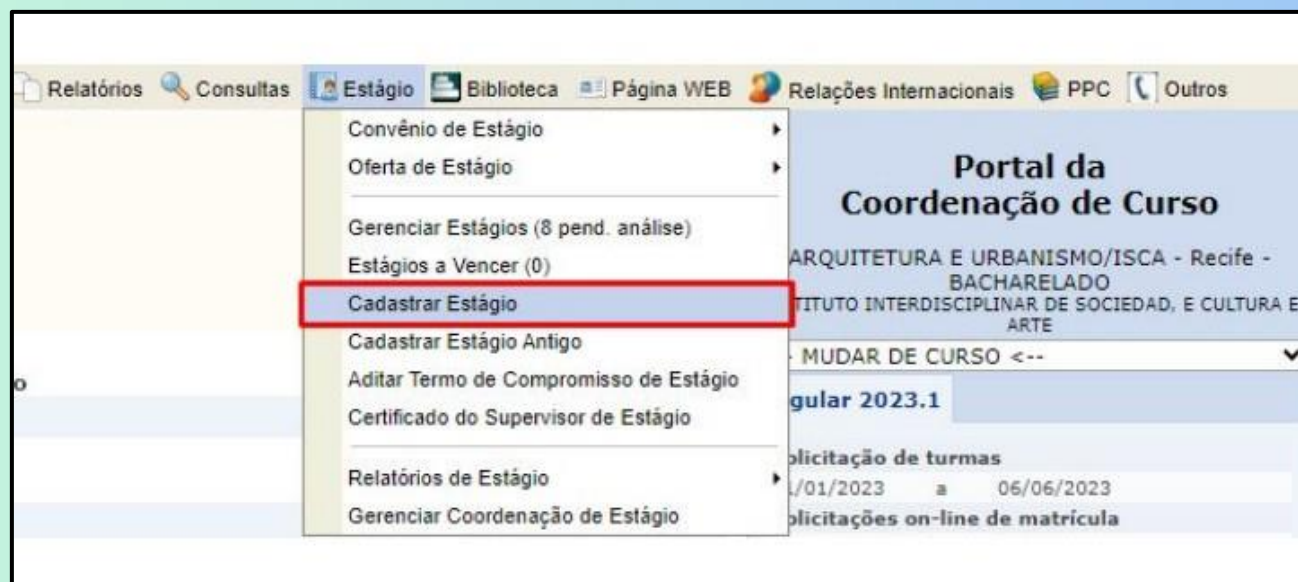 Relatórios Consultas Estágio Biblioteca Página WEB Relações Internacionais PPC Outros
Convênio de Estágio
Oferta de Estágio
Gerenciar Estágios (8 pend. análise)
Estágios a Vencer (0)
Cadastrar Estágio
Cadastrar Estágio Antigo
Aditar Termo de Compromisso de Estágio
Certificado do Supervisor de Estágio
Relatórios de Estágio
Gerenciar Coordenação de Estágio
o
Portal da
Coordenação de Curso
ARQUITETURA E URBANISMO/ISCA - Recife -
BACHARELADO
TITUTO INTERDISCIPLINAR DE SOCIEDAD, E CULTURA E
ARTE
MUDAR DE CURSO <--
gular 2023.1
olicitação de turmas
1/01/2023 a 06/06/2023
olicitações on-line de matrícula